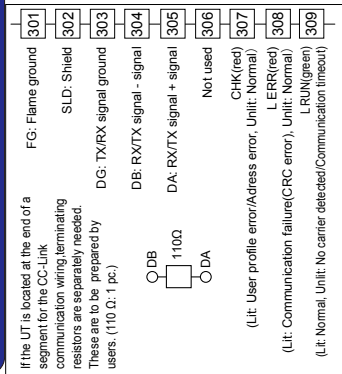 301
FG: Flame ground
302
SLD: Shield
303
DG: TX/RX signal ground
304
DB: RX/TX signal - signal
305
DA: RX/TX signal + signal
306
Not used
307
CHK(red)
(Lit: User profile error/Adress error, Unlit: Normal)
308
L ERR(red)
(Lit: Communication failure(CRC error), Unlit: Normal)
309
LRUN(green)
(Lit: Normal, Unlit: No carrier detected/Communication timeout)
If the UT is located at the end of a
segment for the CC-Link
communication wiring,terminating
resistors are separately needed.
These are to be prepared by
users. (110 Ω: 1 pc.)
DB
110Ω
DA